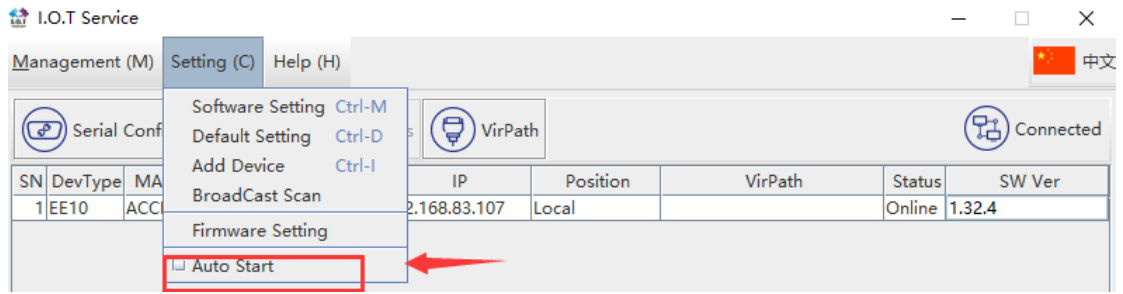 I.O.T Service
Management (M) Setting (C) Help (H) 中文
Software Setting Ctrl-M
Default Setting Ctrl-D
Add Device Ctrl-I
BroadCast Scan
Firmware Setting
Auto Start
Serial Conf s VirPath Connected
SN DevType MA IP Position VirPath Status SW Ver
1 EE10 ACC 2.168.83.107 Local Online 1.32.4